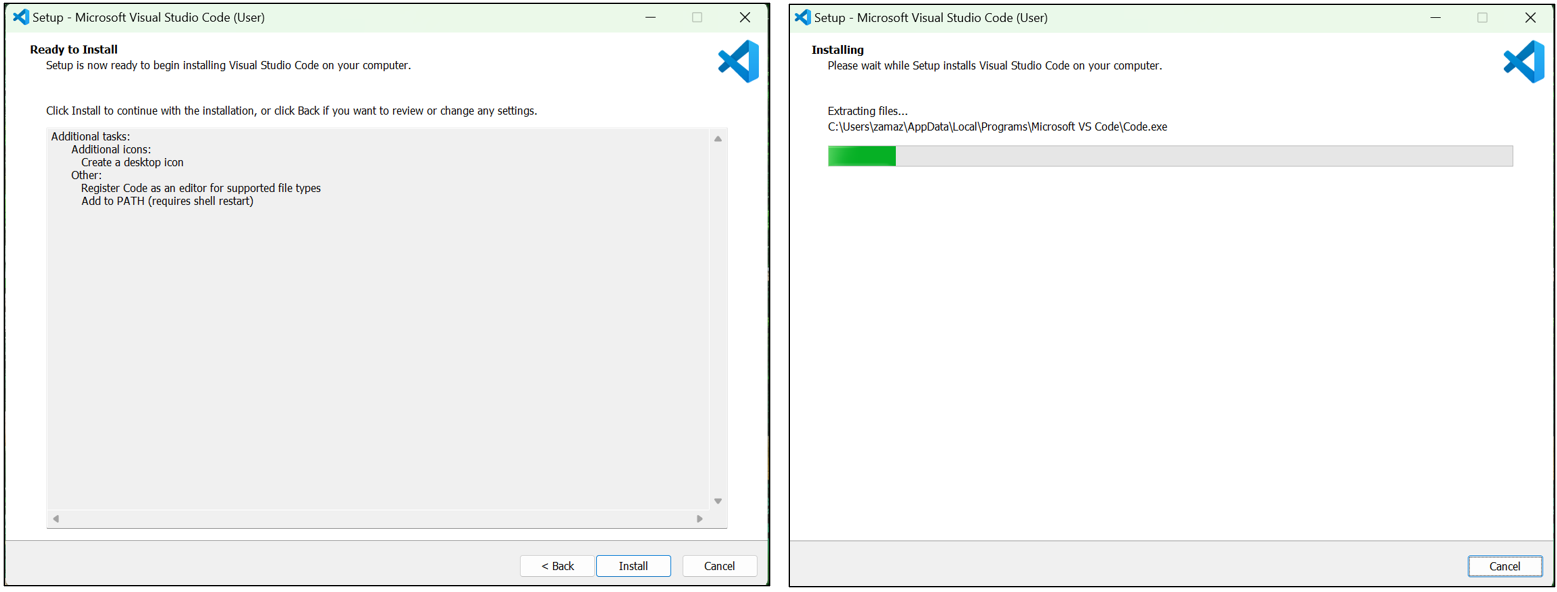 Setup - Microsoft Visual Studio Code (User)
Ready to Install
Setup is now ready to begin installing Visual Studio Code on your computer.
Click Install to continue with the installation, or click Back if you want to review or change any settings.
Additional tasks:
Additional icons:
Create a desktop icon
Other:
Register Code as an editor for supported file types
Add to PATH (requires shell restart)
< Back
Install
Cancel
Setup - Microsoft Visual Studio Code (User)
Installing
Please wait while Setup installs Visual Studio Code on your computer.
Extracting files...
C:\Users\zamaz\AppData\Local\Programs\Microsoft VS Code\Code.exe
Cancel